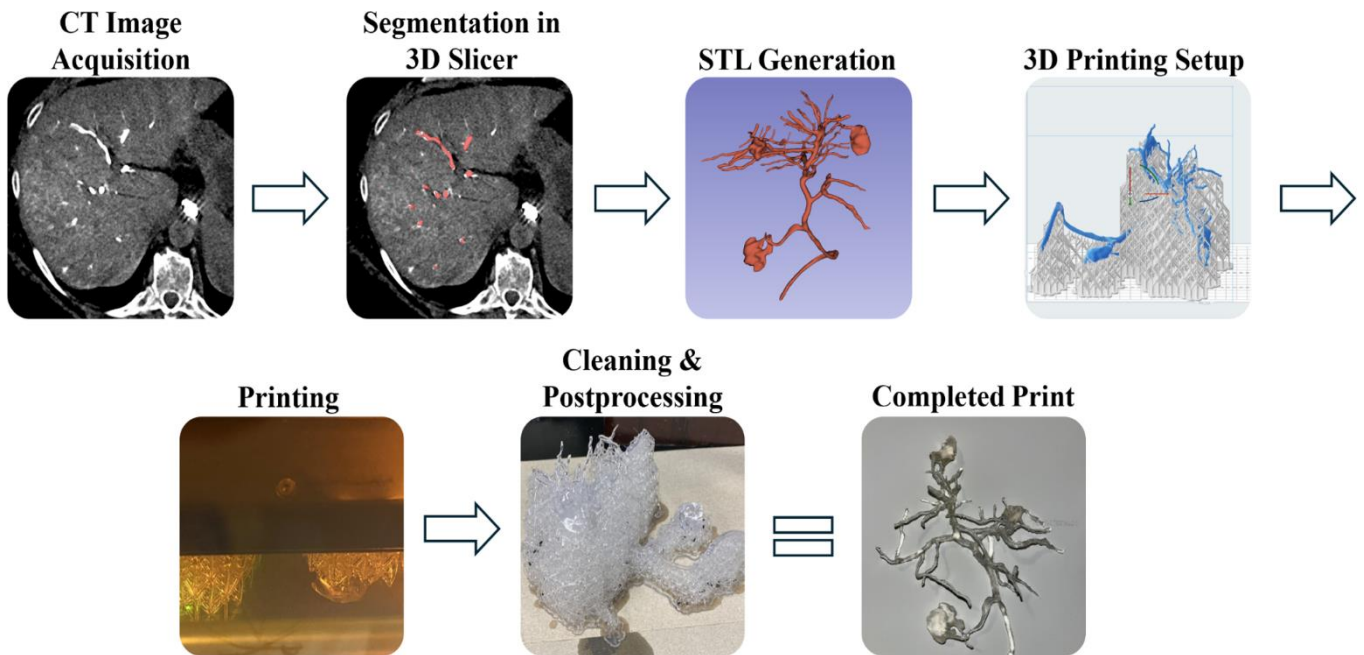 CT Image
Acquisition
Segmentation in
3D Slicer
STL Generation
3D Printing Setup
Printing
Cleaning &
Postprocessing
Completed Print